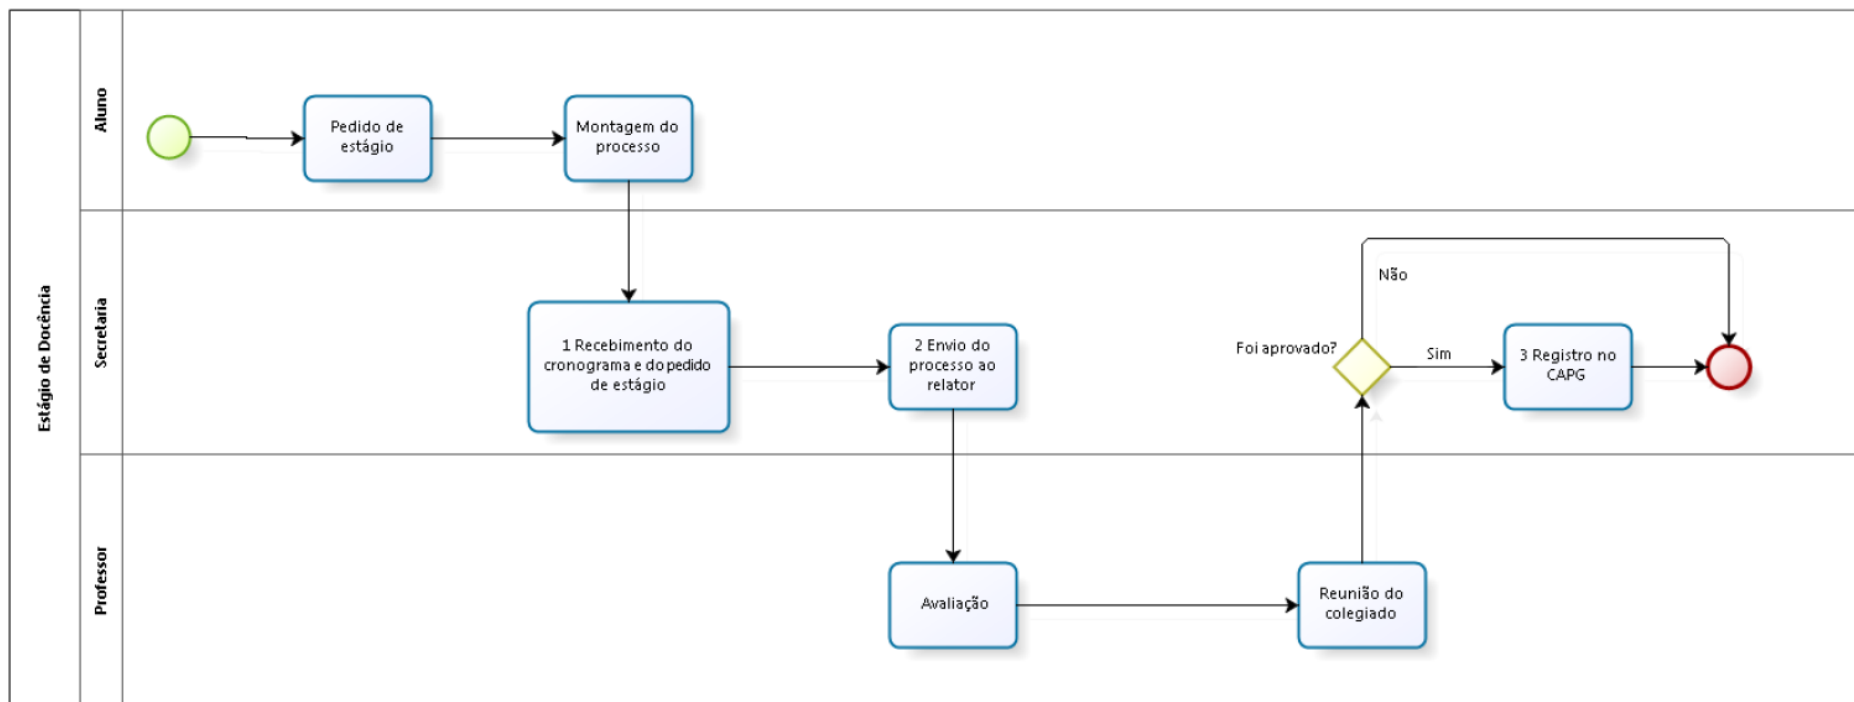 Estágio de Docência
Aluno
Pedido de
estágio
Montagem do
processo
Secretaria
1 Recebimento do
cronograma e do pedido
de estágio
2 Envio do
processo ao
relator
Foi aprovado?
Não
Sim
3 Registro no
CAPG
Professor
Avaliação
Reunião do
colegiado